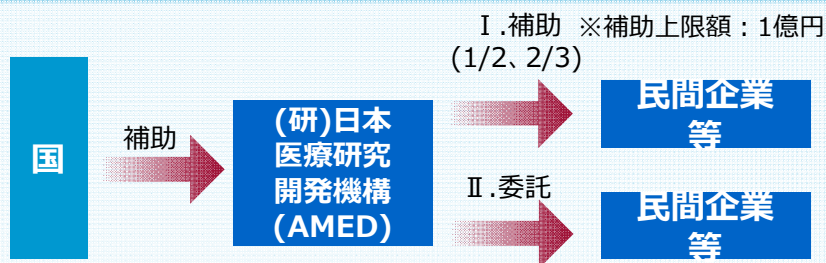 Ⅰ.補助 ※補助上限額：1億円
(1/2、2/3)
国
補助
(研)日本
医療研究
開発機構
(AMED)
民間企業
等
Ⅱ.委託
民間企業
等